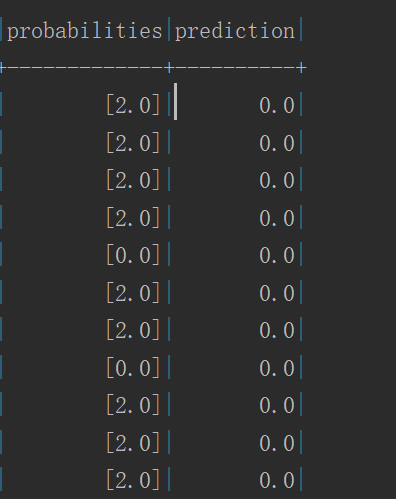 |probabilities|prediction|
+-------------+----------+
| [2.0]| 0.0|
| [2.0]| 0.0|
| [2.0]| 0.0|
| [2.0]| 0.0|
| [0.0]| 0.0|
| [2.0]| 0.0|
| [2.0]| 0.0|
| [0.0]| 0.0|
| [2.0]| 0.0|
| [2.0]| 0.0|
| [2.0]| 0.0|